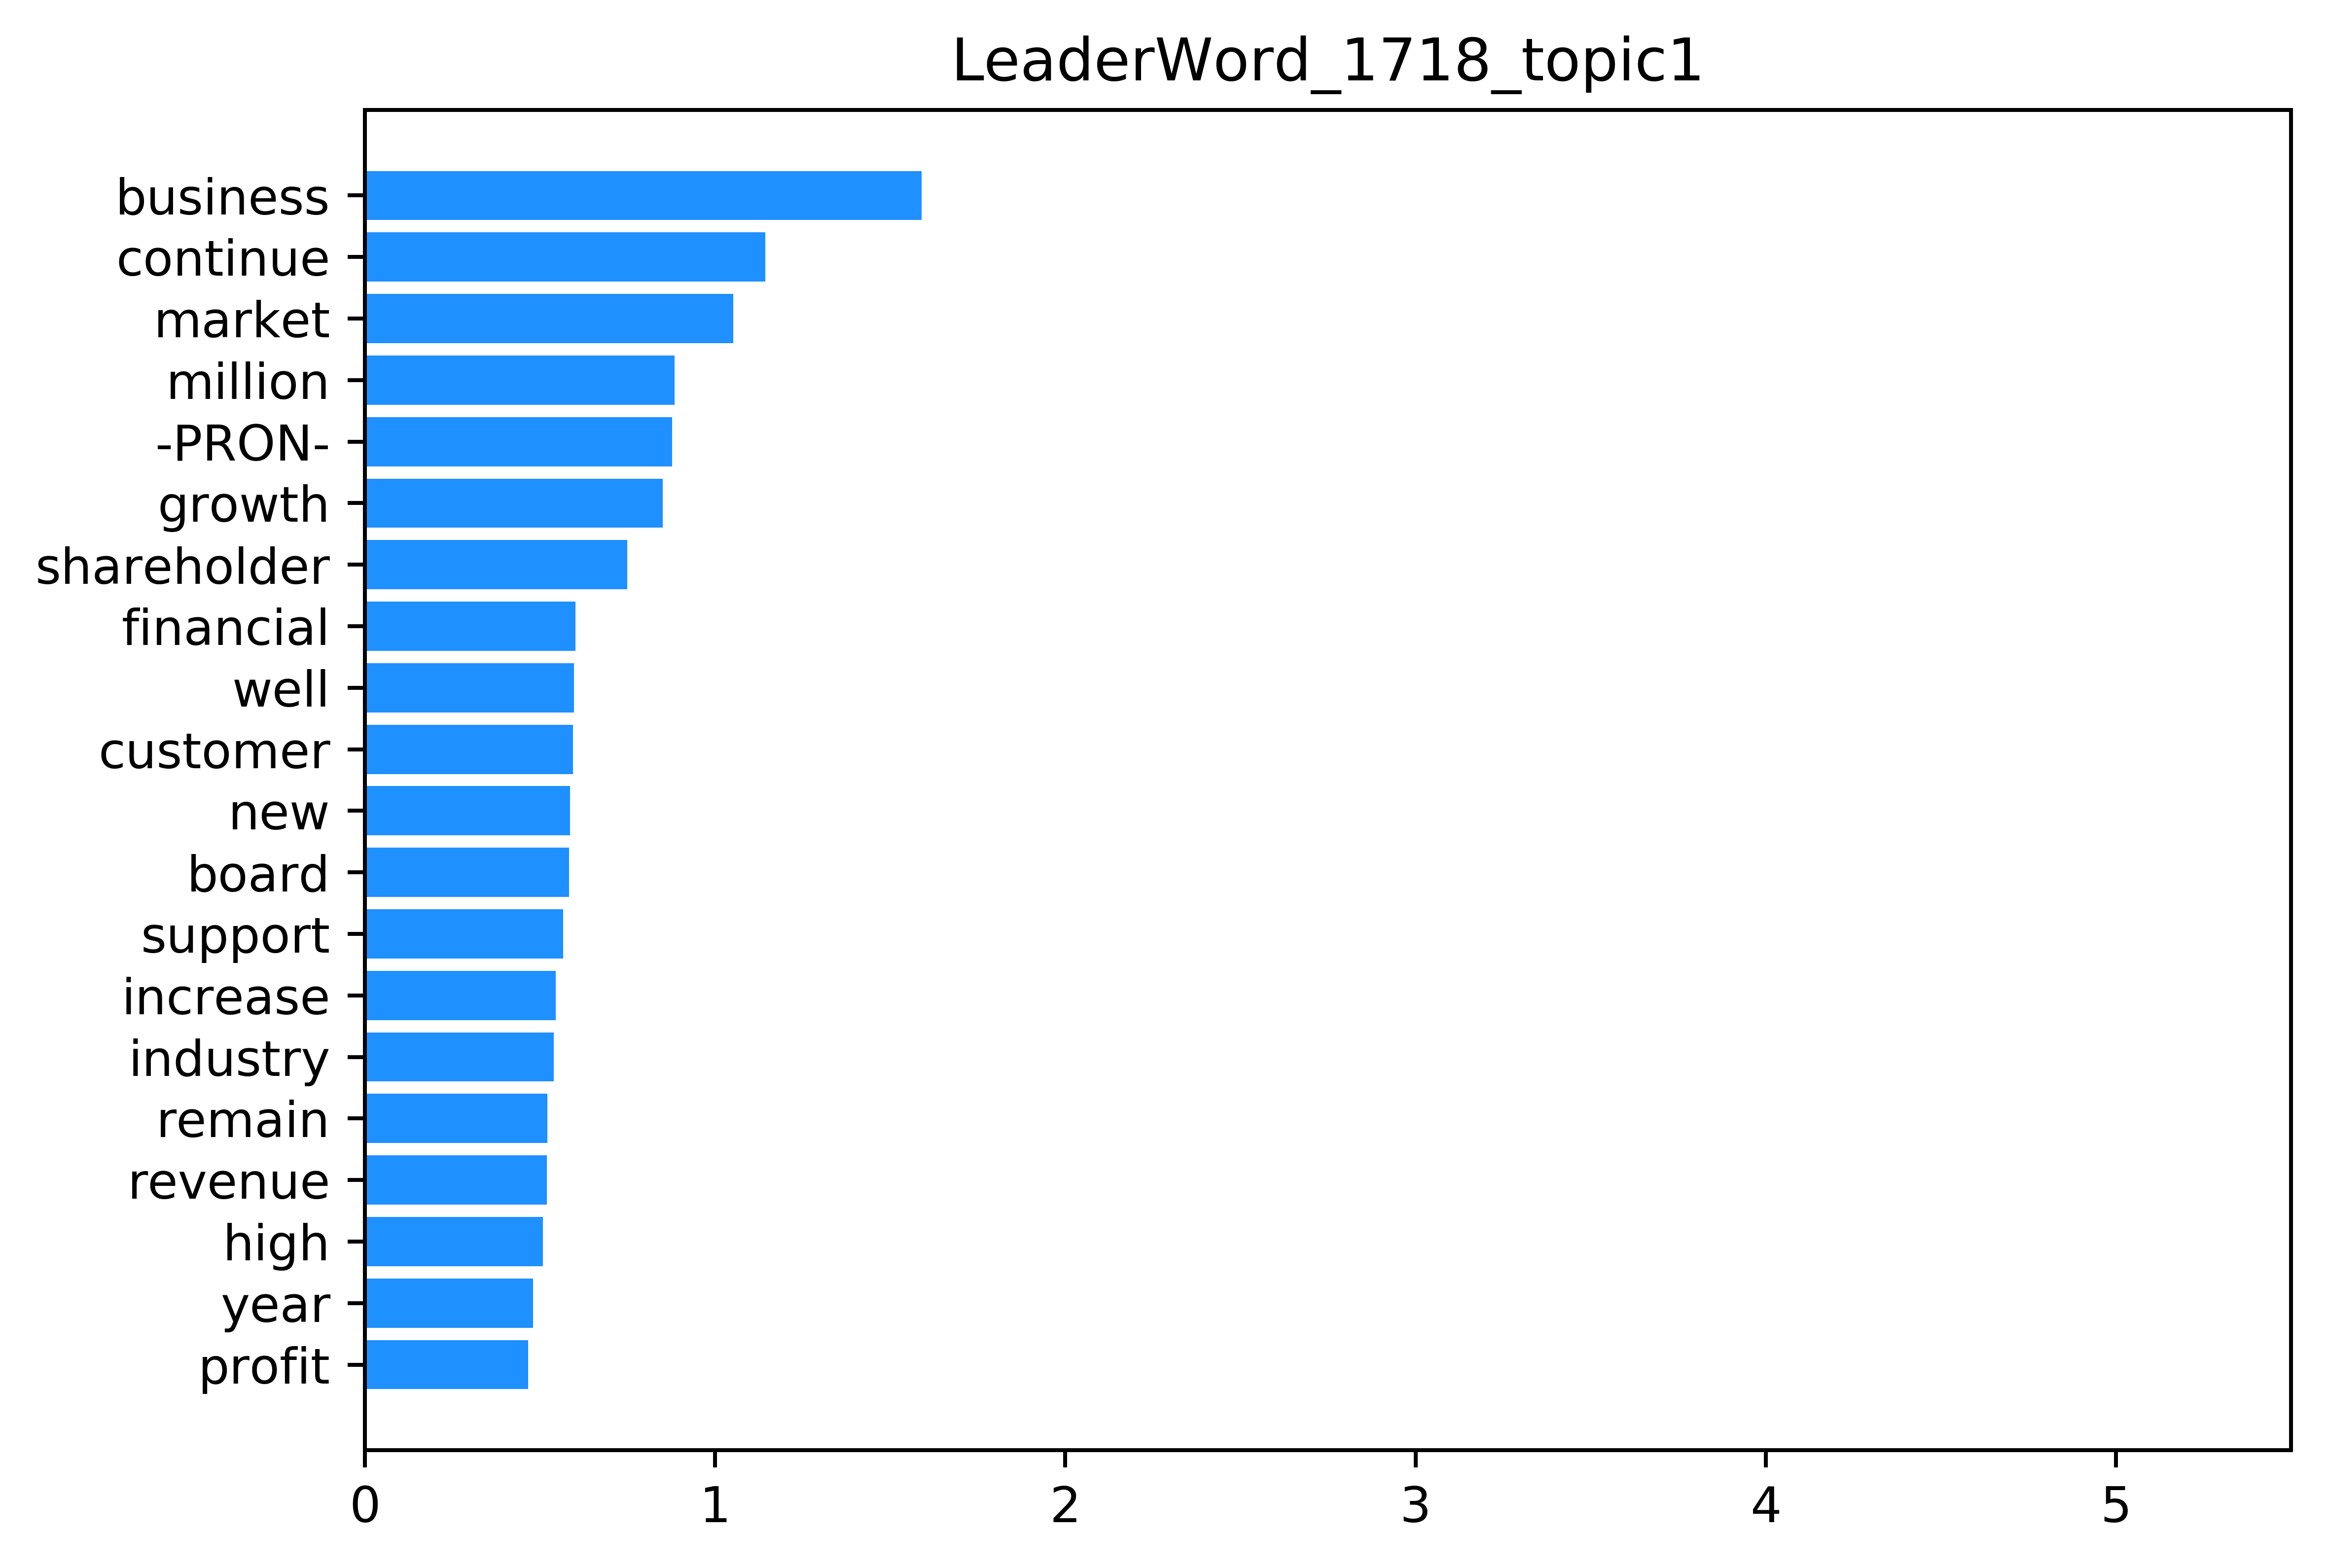 LeaderWord_1718_topic1
business
continue
market
million
-PRON-
growth
shareholder
financial
well
customer
new
board
support
increase
industry
remain
revenue
high
year
profit
0 1 2 3 4 5